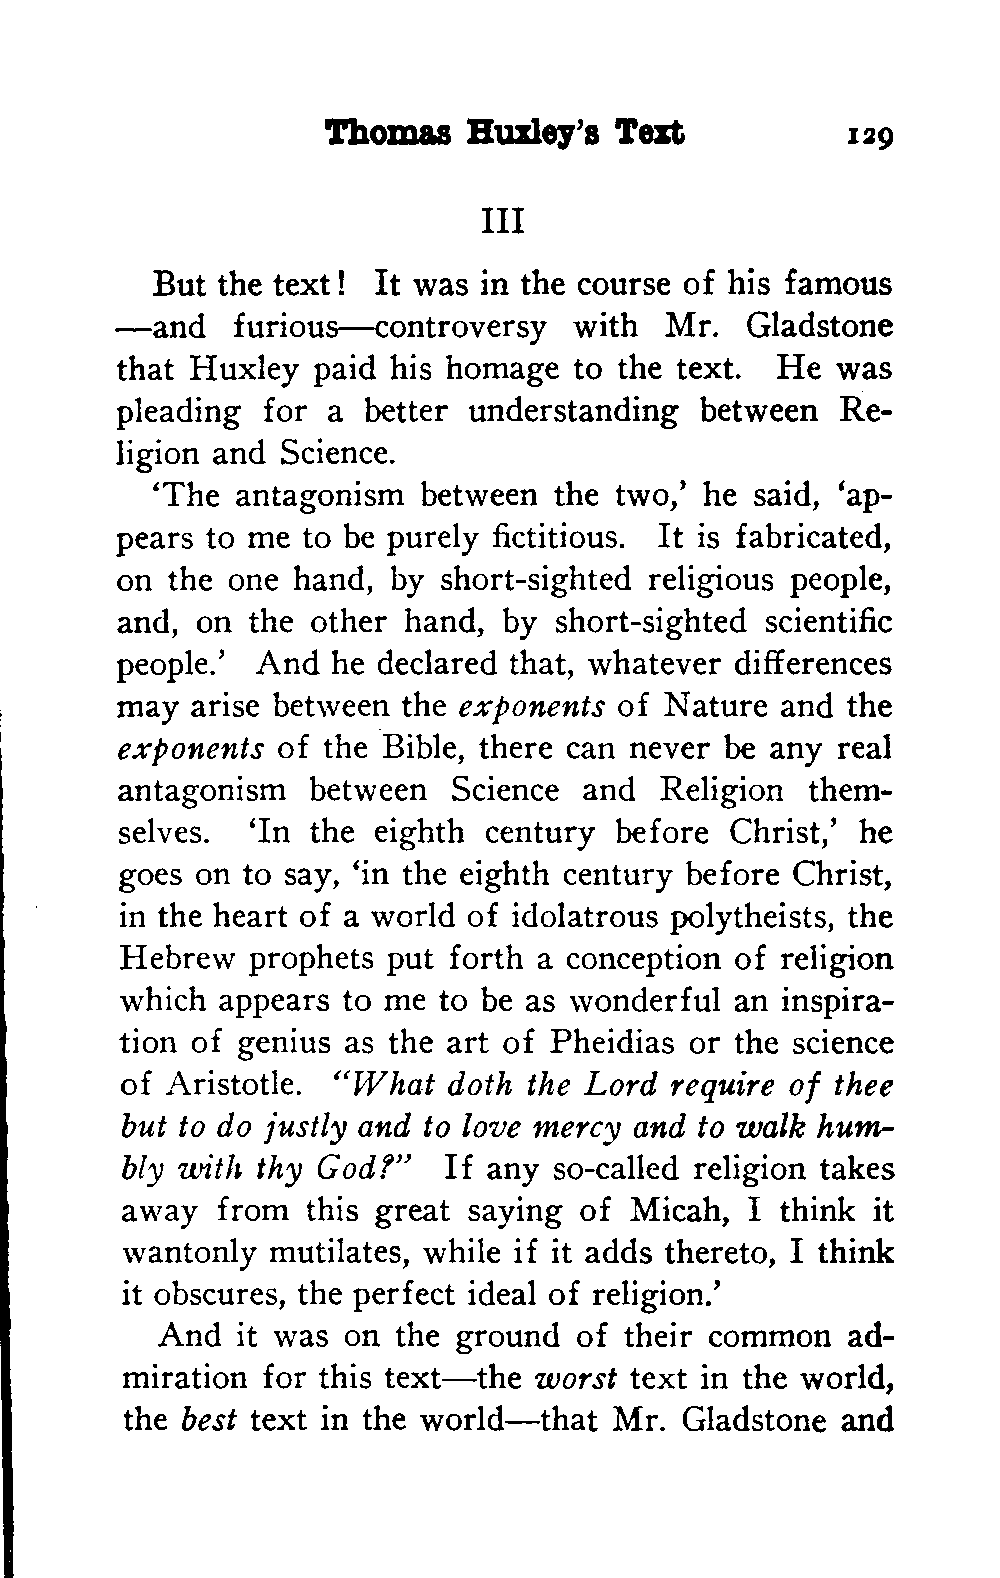 Thomas Huxley's Text 129
III
But the text! It was in the course of his famous
—and furious—controversy with Mr. Gladstone
that Huxley paid his homage to the text. He was
pleading for a better understanding between Re-
ligion and Science.
‘The antagonism between the two,’ he said, ‘ap-
pears to me to be purely fictitious. It is fabricated,
on the one hand, by short-sighted religious people,
and, on the other hand, by short-sighted scientific
people.’ And he declared that, whatever differences
may arise between the exponents of Nature and the
exponents of the Bible, there can never be any real
antagonism between Science and Religion them-
selves. ‘In the eighth century before Christ,’ he
goes on to say, ‘in the eighth century before Christ,
in the heart of a world of idolatrous polytheists, the
Hebrew prophets put forth a conception of religion
which appears to me to be as wonderful an inspira-
tion of genius as the art of Pheidias or the science
of Aristotle. “What doth the Lord require of thee
but to do justly and to love mercy and to walk hum-
bly with thy God?” If any so-called religion takes
away from this great saying of Micah, I think it
wantonly mutilates, while if it adds thereto, I think
it obscures, the perfect ideal of religion.’
And it was on the ground of their common ad-
miration for this text—the worst text in the world,
the best text in the world—that Mr. Gladstone and